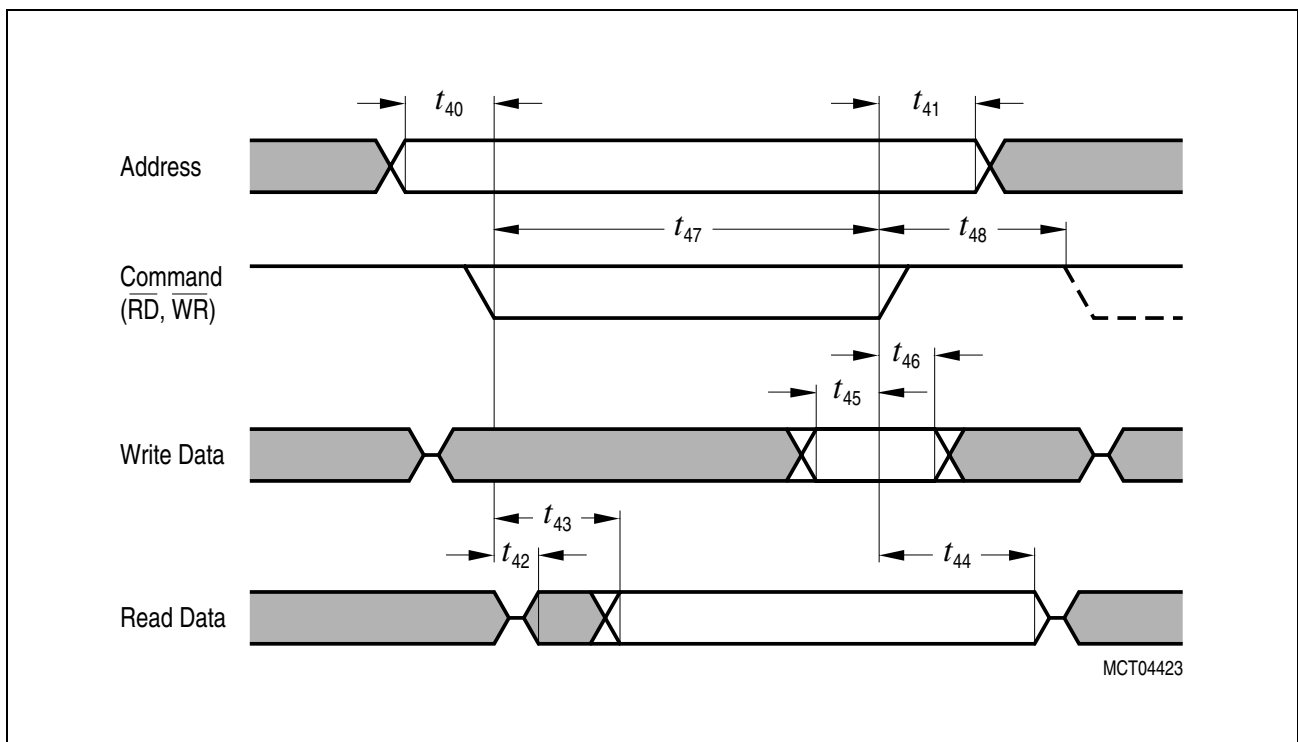 t40
t41
Address
t47
t48
Command
(RD, WR)
t46
t45
Write Data
t43
t42
t44
Read Data
MCT04423